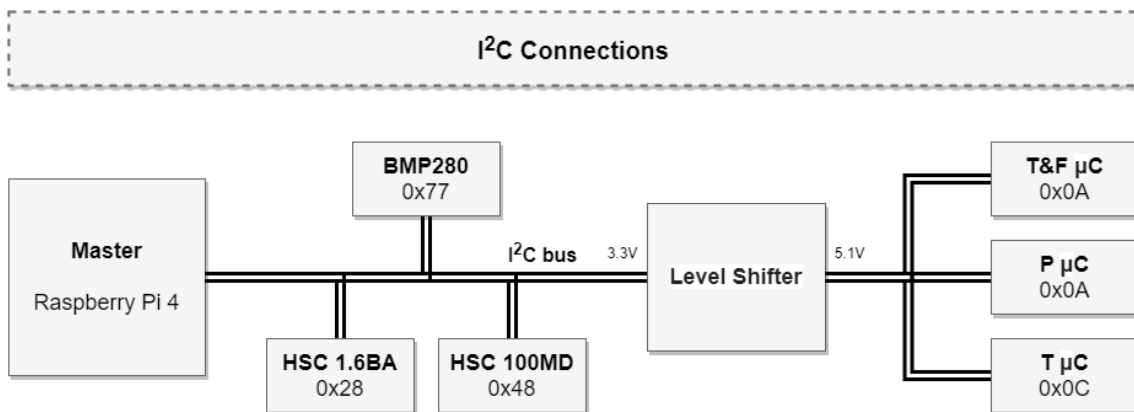 I²C Connections
BMP280
0x77
Master
Raspberry Pi 4
I²C bus
3.3V
Level Shifter
5.1V
T&F µC
0x0A
P µC
0x0A
T µC
0x0C
HSC 1.6BA
0x28
HSC 100MD
0x48